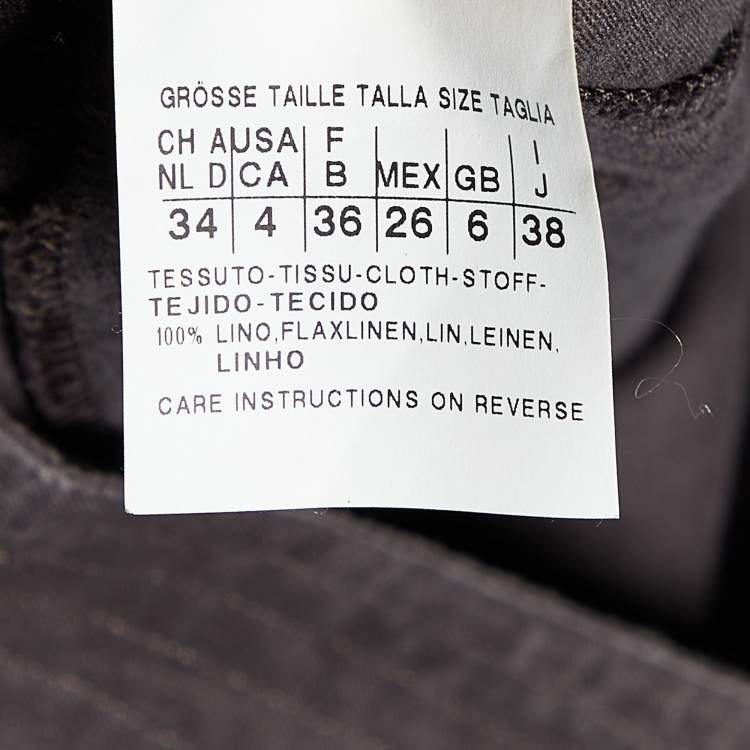 GRÖSSE TAILLE TALLA SIZE TAGLIA
CH A USA F I
NL D CA B MEX GB J
34 4 36 26 6 38
TESSUTO-TISSU-CLOTH-STOFF-
TEJIDO-TECIDO
100% LINO,FLAXLINEN,LIN,LEINEN,
LINHO
CARE INSTRUCTIONS ON REVERSE